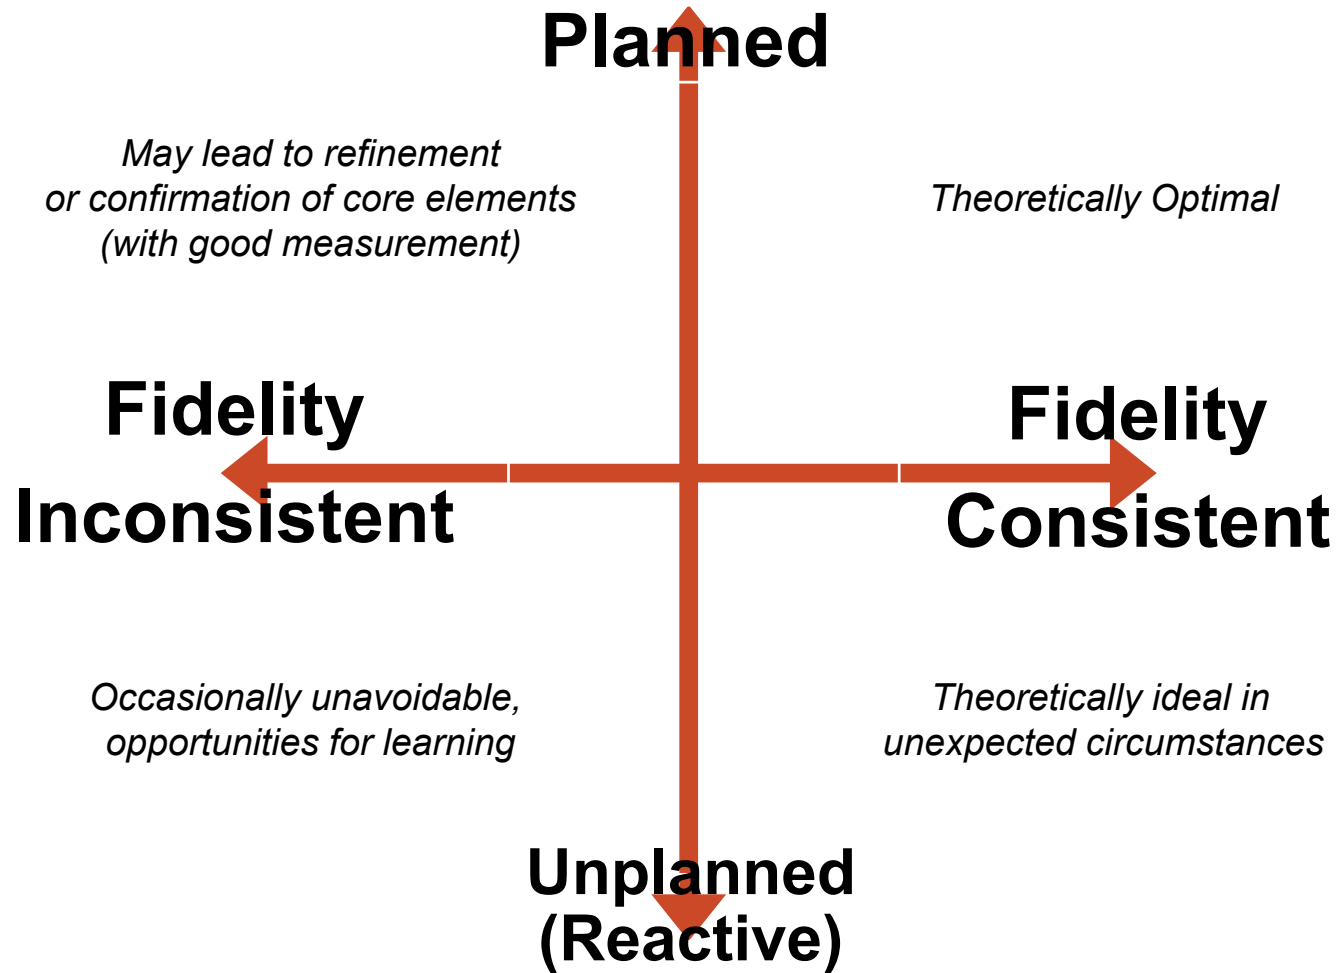 Planned
May lead to refinement
or confirmation of core elements
(with good measurement)
Theoretically Optimal
Fidelity
Inconsistent
Fidelity
Consistent
Occasionally unavoidable,
opportunities for learning
Theoretically ideal in
unexpected circumstances
Unplanned
(Reactive)